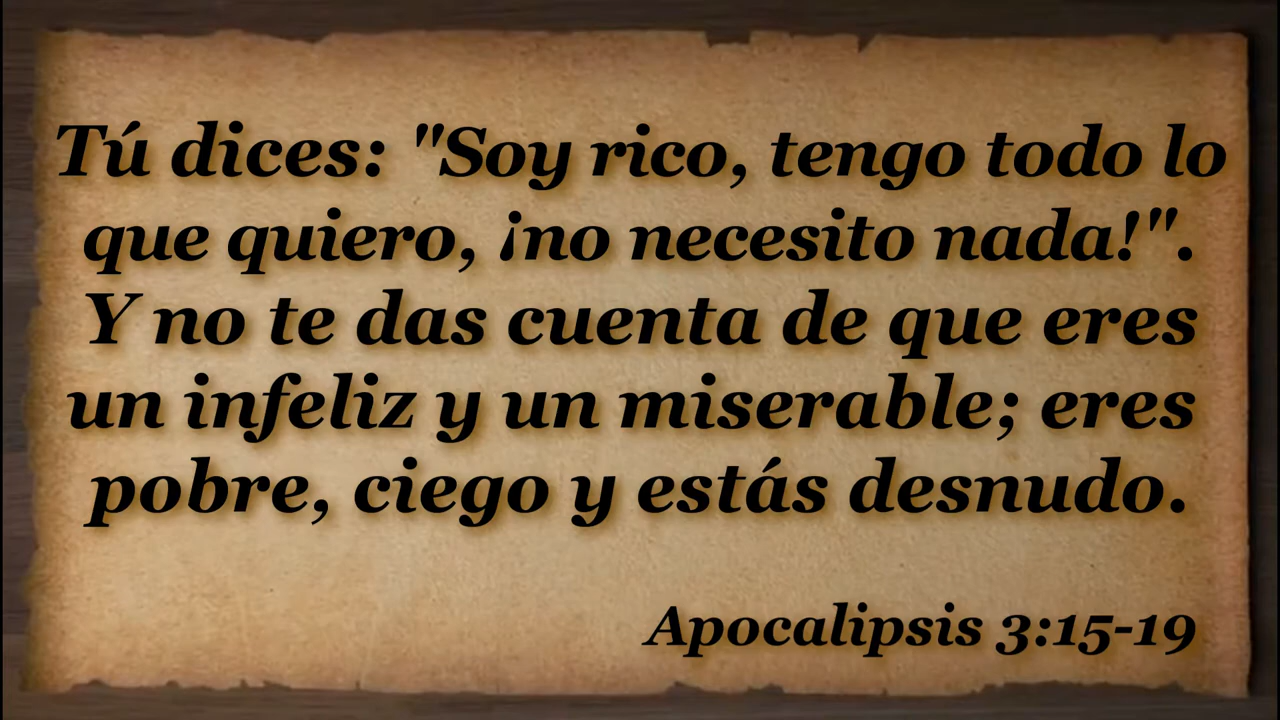 Tú dices: "Soy rico, tengo todo lo
que quiero, ¡no necesito nada!".
Y no te das cuenta de que eres
un infeliz y un miserable; eres
pobre, ciego y estás desnudo.
Apocalipsis 3:15-19